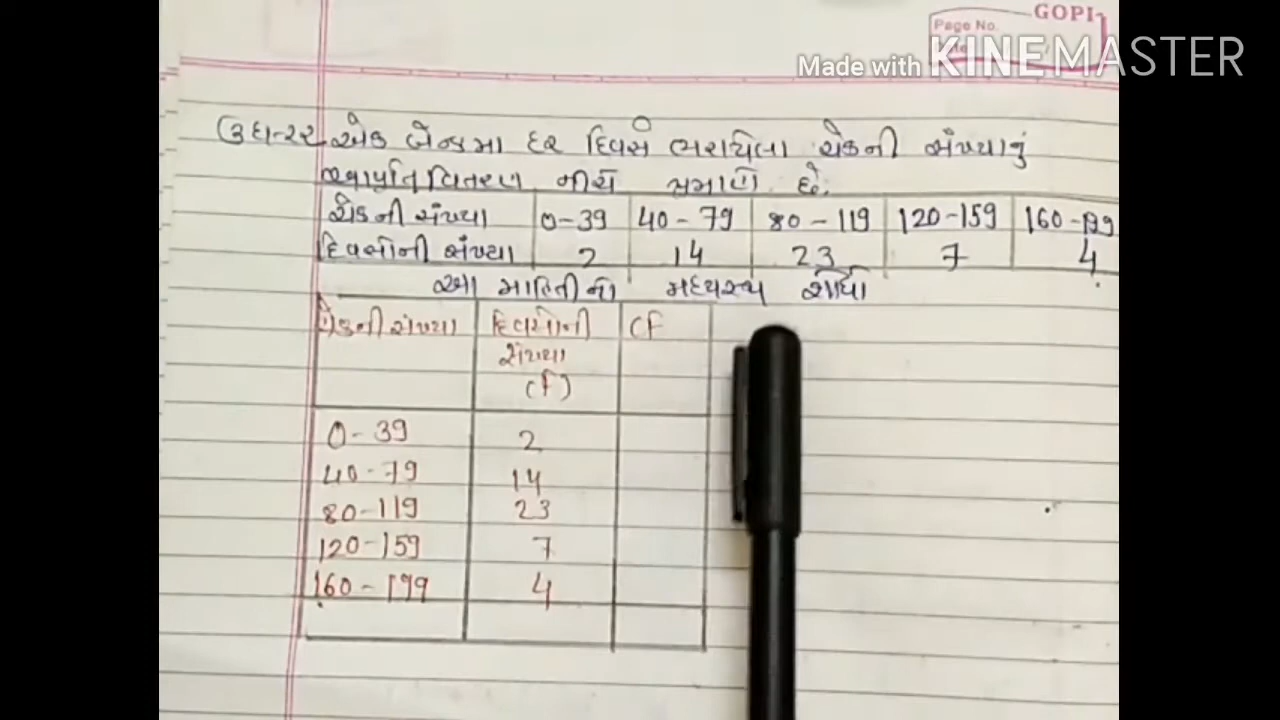 GOPI
Page No.
Made with KINEMASTER
ઉદા-22 એક બેન્કમા દર દિવસે ભરાયેલા ચેકની સંખ્યાનું
આવૃત્તિ વિતરણ નીચે પ્રમાણે છે.
ચેકની સંખ્યા 0-39 40-79 80-119 120-159 160-199
દિવસોની સંખ્યા 2 14 23 7 4
આ માહિતીનો મધ્યસ્થ શોધો
ચેકની સંખ્યા દિવસોની સંખ્યા (f) cf
0-39 2
40-79 14
80-119 23
120-159 7
160-199 4